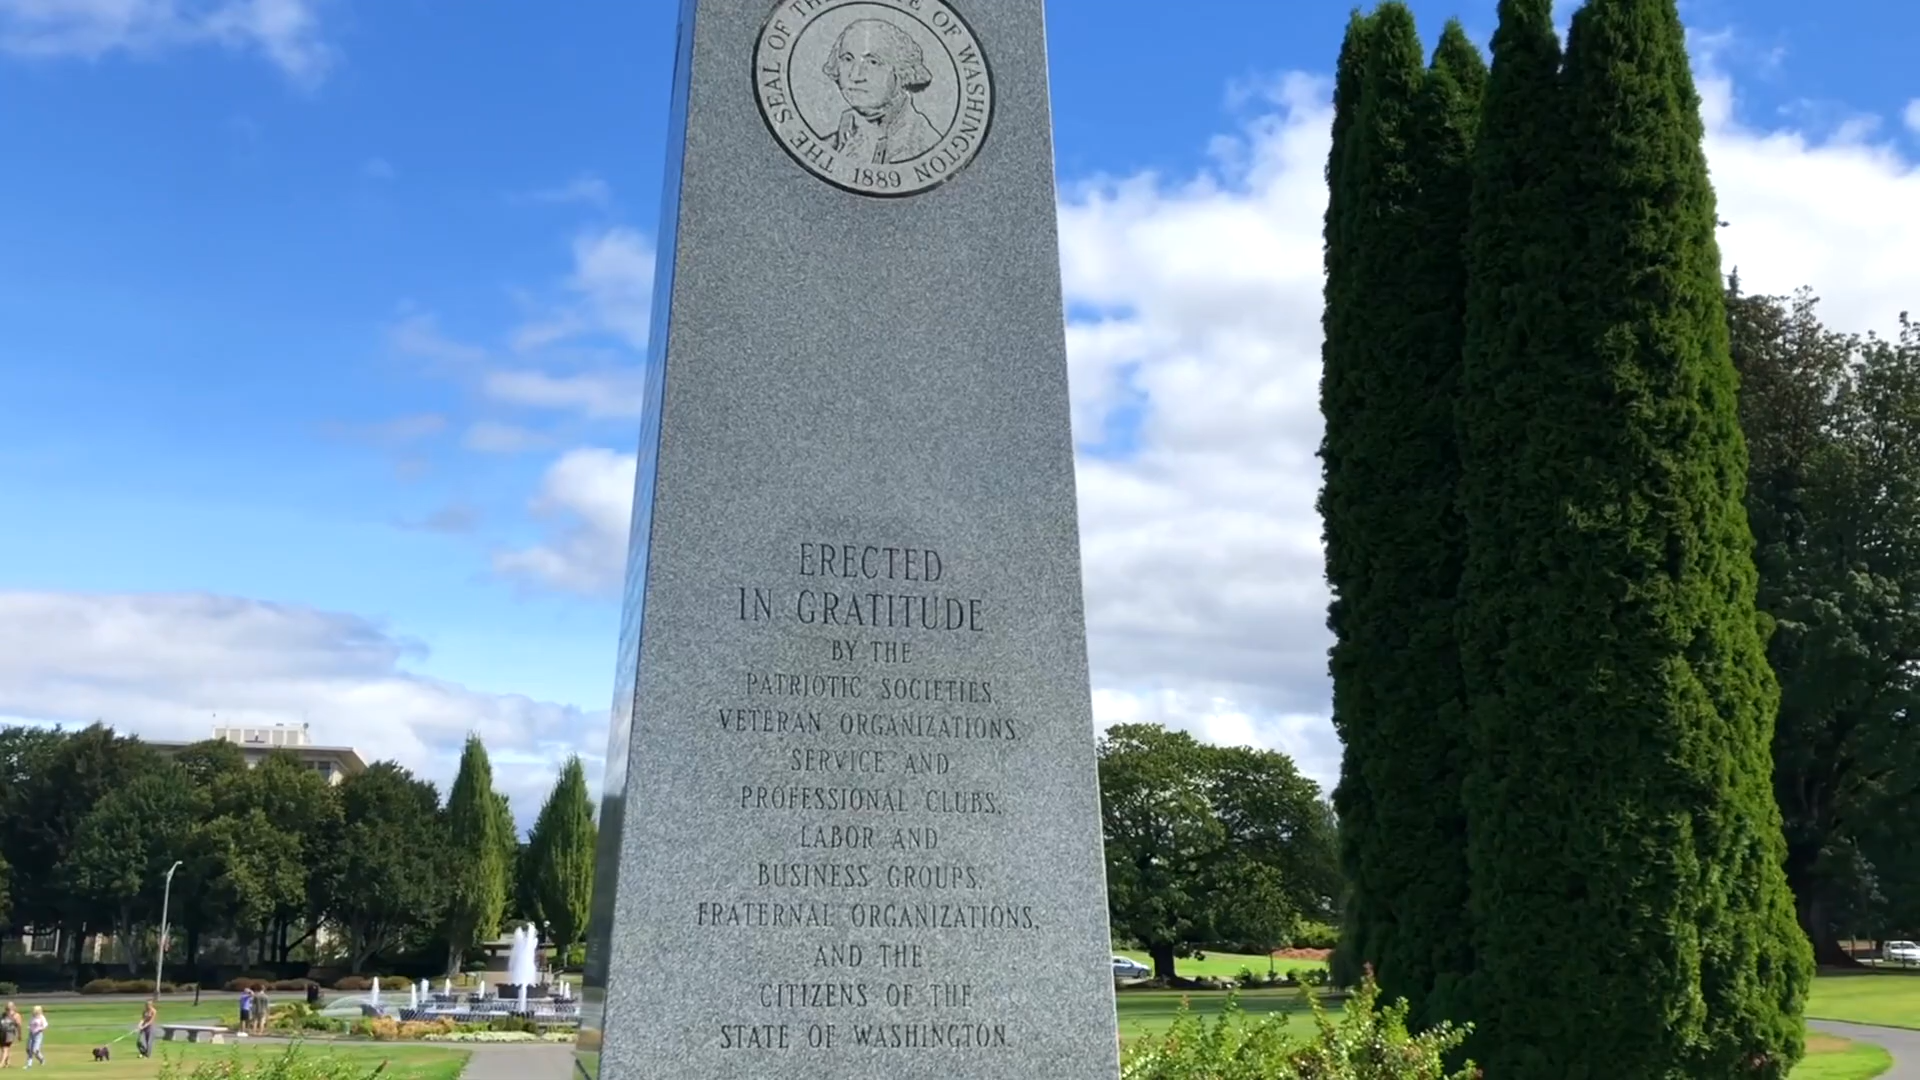 THE SEAL OF THE STATE OF WASHINGTON
1889
ERECTED
IN GRATITUDE
BY THE
PATRIOTIC SOCIETIES,
VETERAN ORGANIZATIONS,
SERVICE AND
PROFESSIONAL CLUBS,
LABOR AND
BUSINESS GROUPS,
FRATERNAL ORGANIZATIONS,
AND THE
CITIZENS OF THE
STATE OF WASHINGTON.